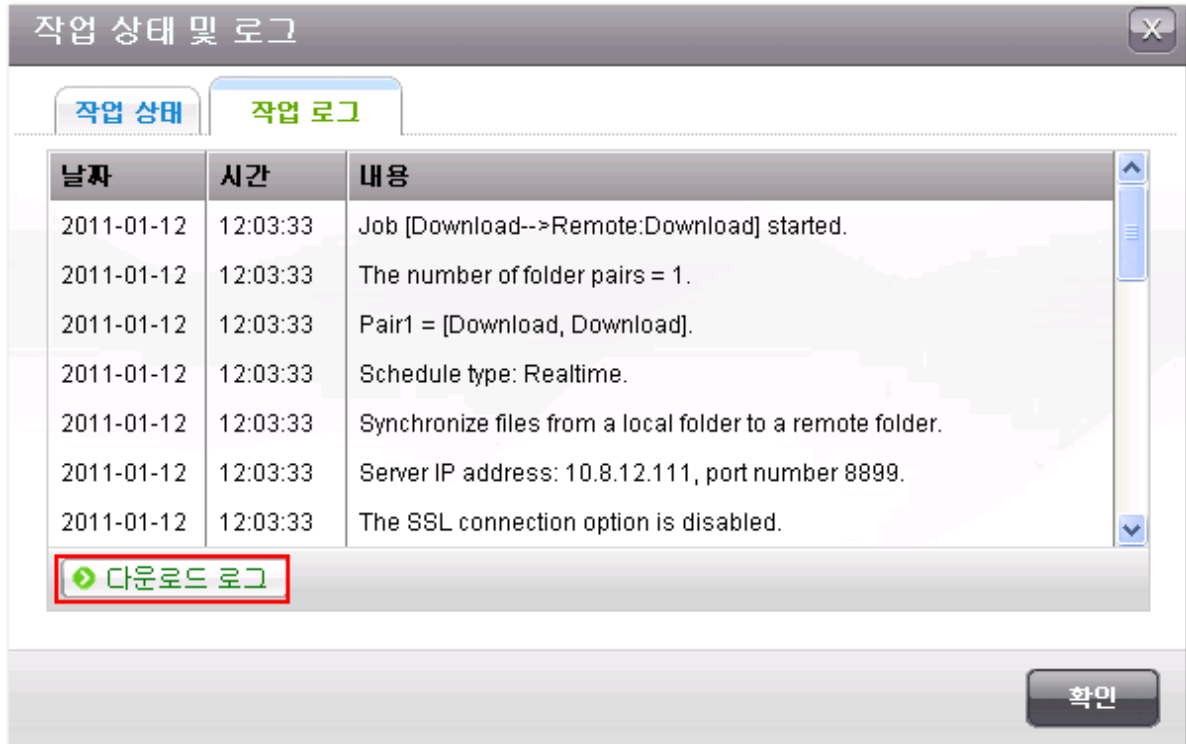 작업 상태 및 로그
X
작업 상태 작업 로그
날짜 시간 내용
2011-01-12 12:03:33 Job [Download-->Remote:Download] started.
2011-01-12 12:03:33 The number of folder pairs = 1.
2011-01-12 12:03:33 Pair1 = [Download, Download].
2011-01-12 12:03:33 Schedule type: Realtime.
2011-01-12 12:03:33 Synchronize files from a local folder to a remote folder.
2011-01-12 12:03:33 Server IP address: 10.8.12.111, port number 8899.
2011-01-12 12:03:33 The SSL connection option is disabled.
다운로드 로그
확인